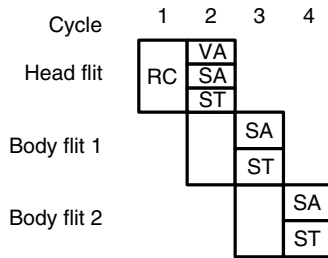 Cycle 1 2 3 4
Head flit RC VA
SA
ST
Body flit 1 SA
ST
Body flit 2 SA
ST